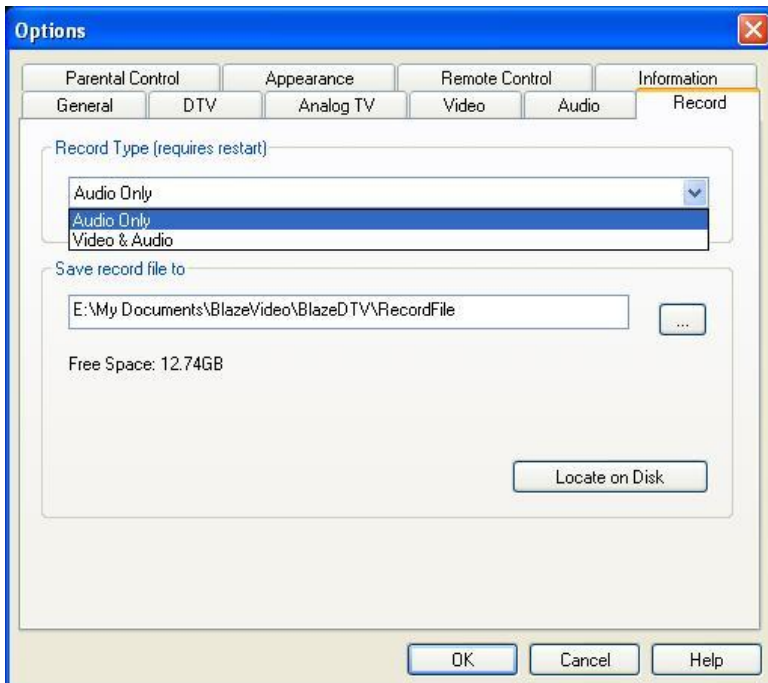 Options
Parental Control Appearance Remote Control Information
General DTV Analog TV Video Audio Record
Record Type (requires restart)
Audio Only
Audio Only
Video & Audio
Save record file to
E:\My Documents\BlazeVideo\BlazeDTV\RecordFile
...
Free Space: 12.74GB
Locate on Disk
OK Cancel Help